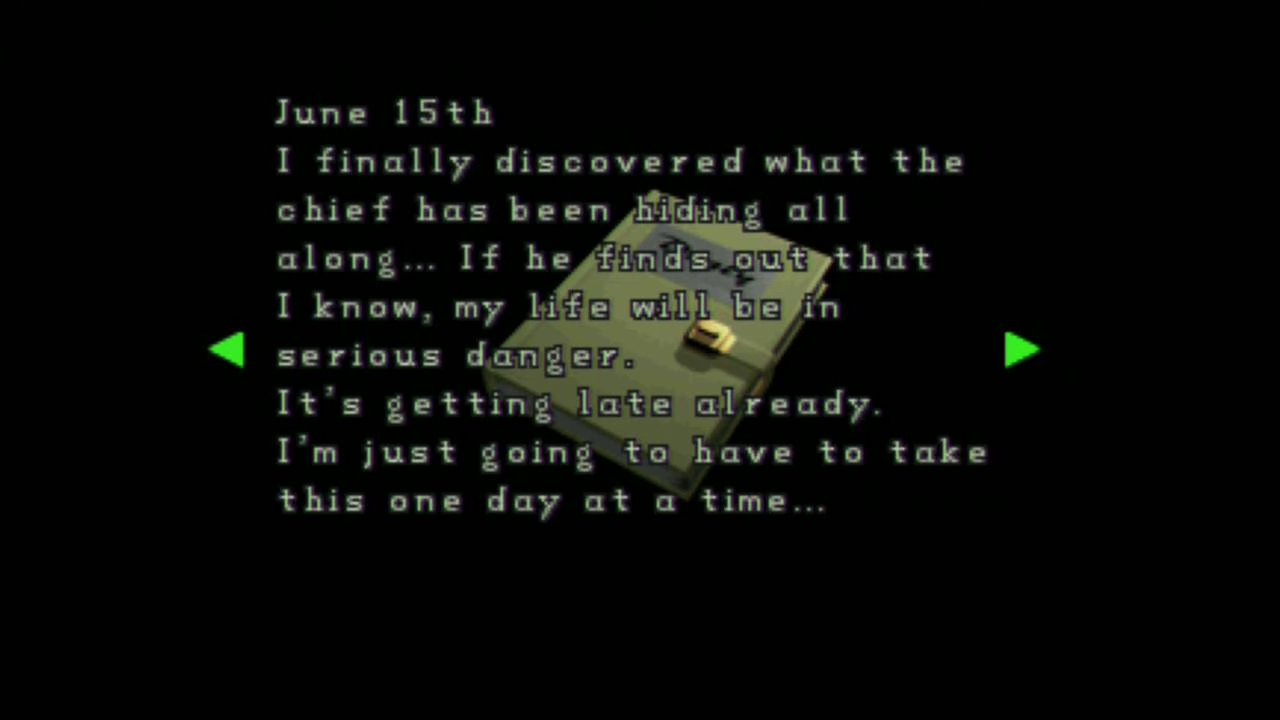 June 15th
I finally discovered what the
chief has been hiding all
along... If he finds out that
I know, my life will be in
serious danger.
It's getting late already.
I'm just going to have to take
this one day at a time...
Diary